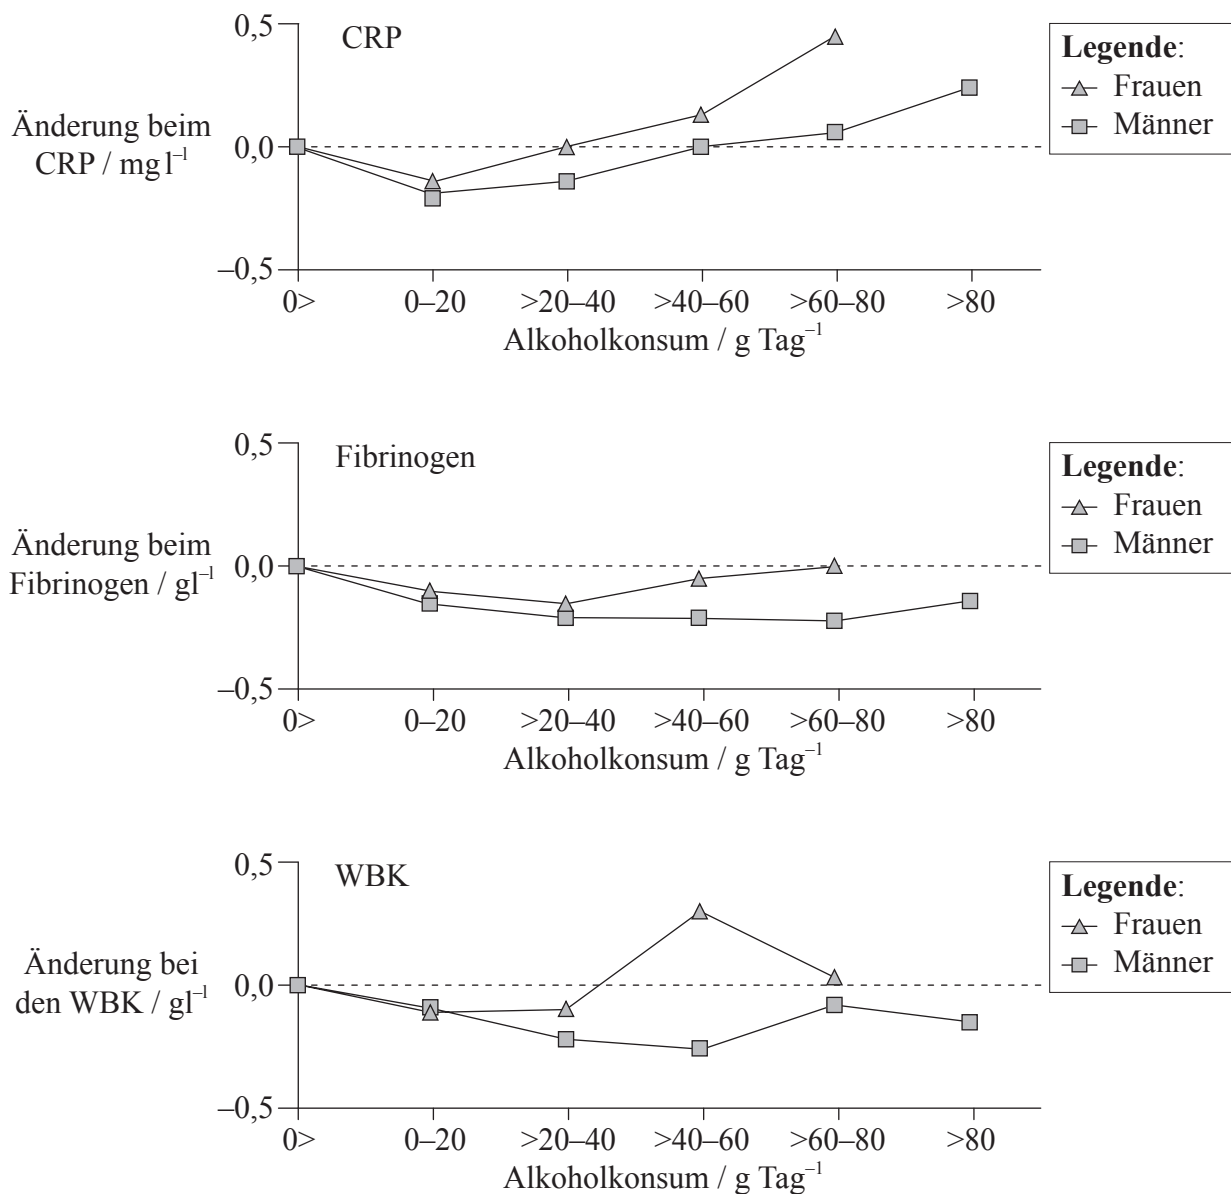 0,5
CRP
Legende:
Frauen
Männer
Änderung beim
CRP / mg l⁻¹
0,0
–0,5
0> 0–20 >20–40 >40–60 >60–80 >80
Alkoholkonsum / g Tag⁻¹
0,5
Fibrinogen
Legende:
Frauen
Männer
Änderung beim
Fibrinogen / gl⁻¹
0,0
–0,5
0> 0–20 >20–40 >40–60 >60–80 >80
Alkoholkonsum / g Tag⁻¹
0,5
WBK
Legende:
Frauen
Männer
Änderung bei
den WBK / gl⁻¹
0,0
–0,5
0> 0–20 >20–40 >40–60 >60–80 >80
Alkoholkonsum / g Tag⁻¹